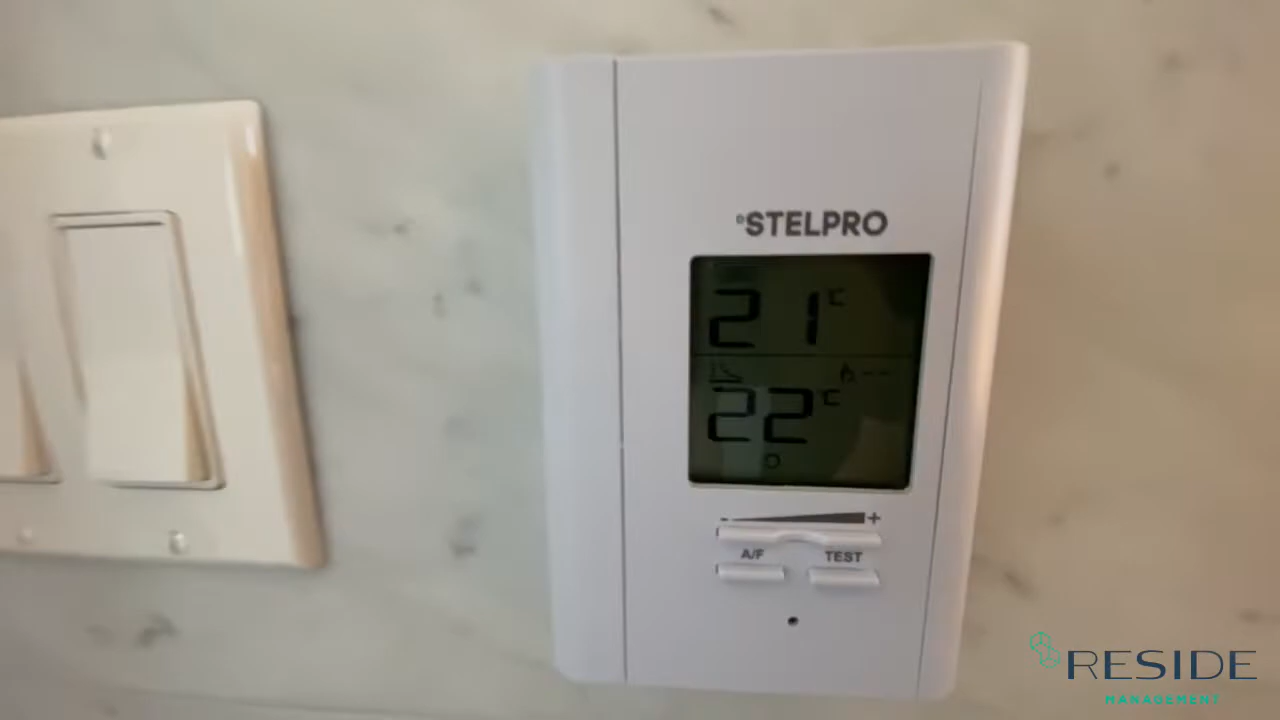 STELPRO
21°C
22°C
- +
A/F TEST
RESIDE
MANAGEMENT